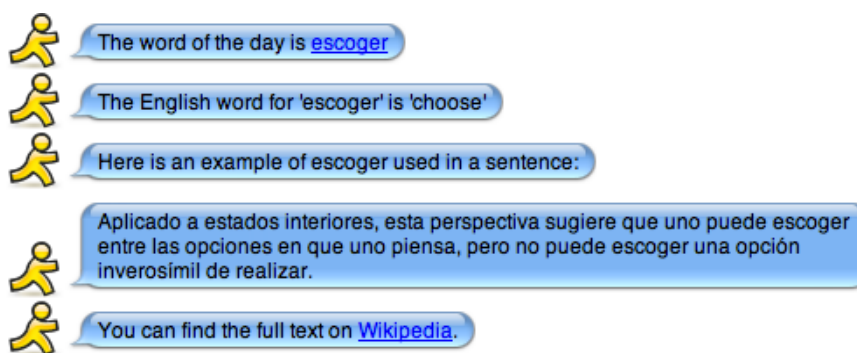 The word of the day is escoger
The English word for 'escoger' is 'choose'
Here is an example of escoger used in a sentence:
Aplicado a estados interiores, esta perspectiva sugiere que uno puede escoger
entre las opciones en que uno piensa, pero no puede escoger una opción
inverosímil de realizar.
You can find the full text on Wikipedia.